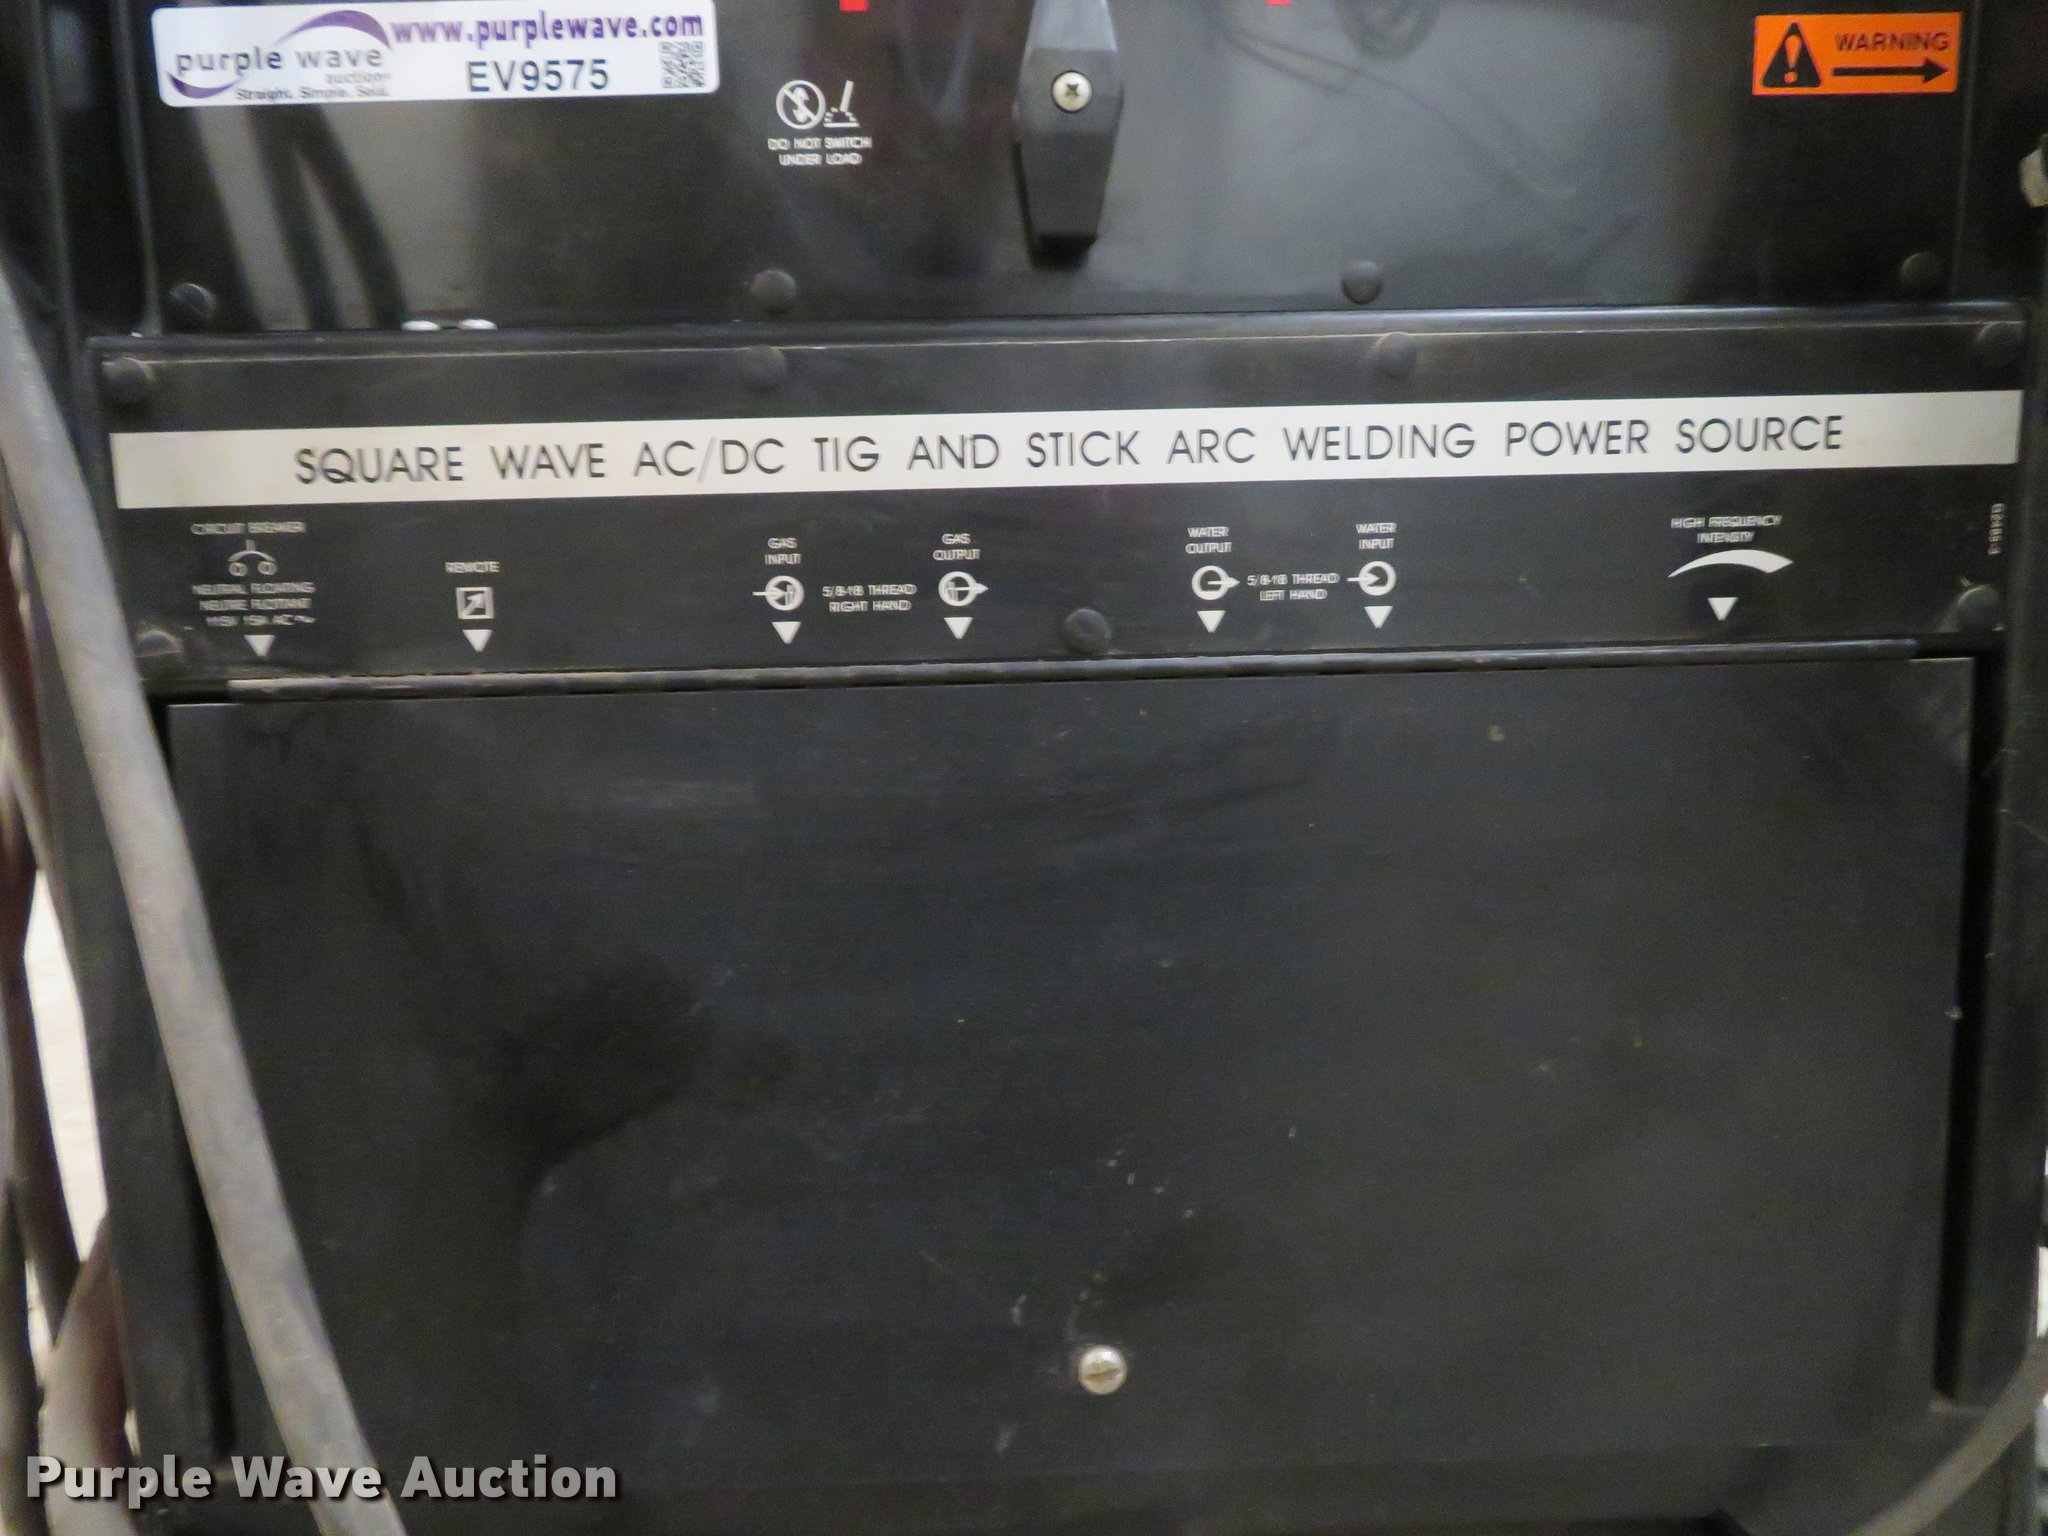 purple wave
auction
Straight. Simple. Sold.
www.purplewave.com
EV9575
DO NOT SWITCH
UNDER LOAD
WARNING
SQUARE WAVE AC/DC TIG AND STICK ARC WELDING POWER SOURCE
CIRCUIT BREAKER
NEUTRAL FLOATING
NEUTRE FLOTTANT
115V 15A AC
REMOTE
GAS
INPUT
5/8-18 THREAD
RIGHT HAND
GAS
OUTPUT
WATER
OUTPUT
5/8-18 THREAD
LEFT HAND
WATER
INPUT
HIGH FREQUENCY
INTENSITY
Purple Wave Auction